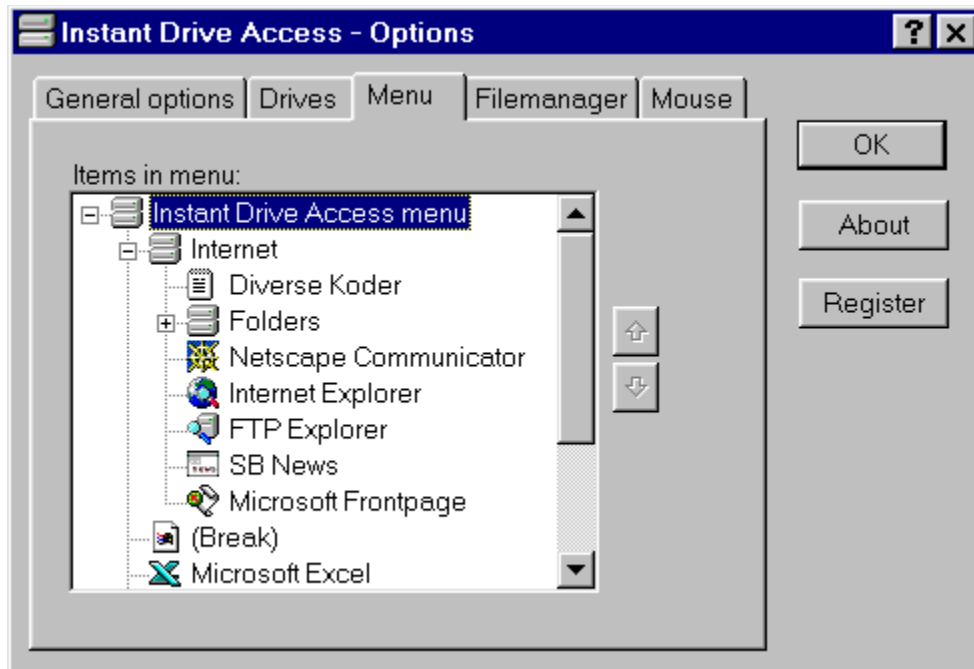 Instant Drive Access - Options
General options Drives Menu Filemanager Mouse
OK
About
Register
Items in menu:
Instant Drive Access menu
Internet
Diverse Koder
Folders
Netscape Communicator
Internet Explorer
FTP Explorer
SB News
Microsoft Frontpage
(Break)
Microsoft Excel